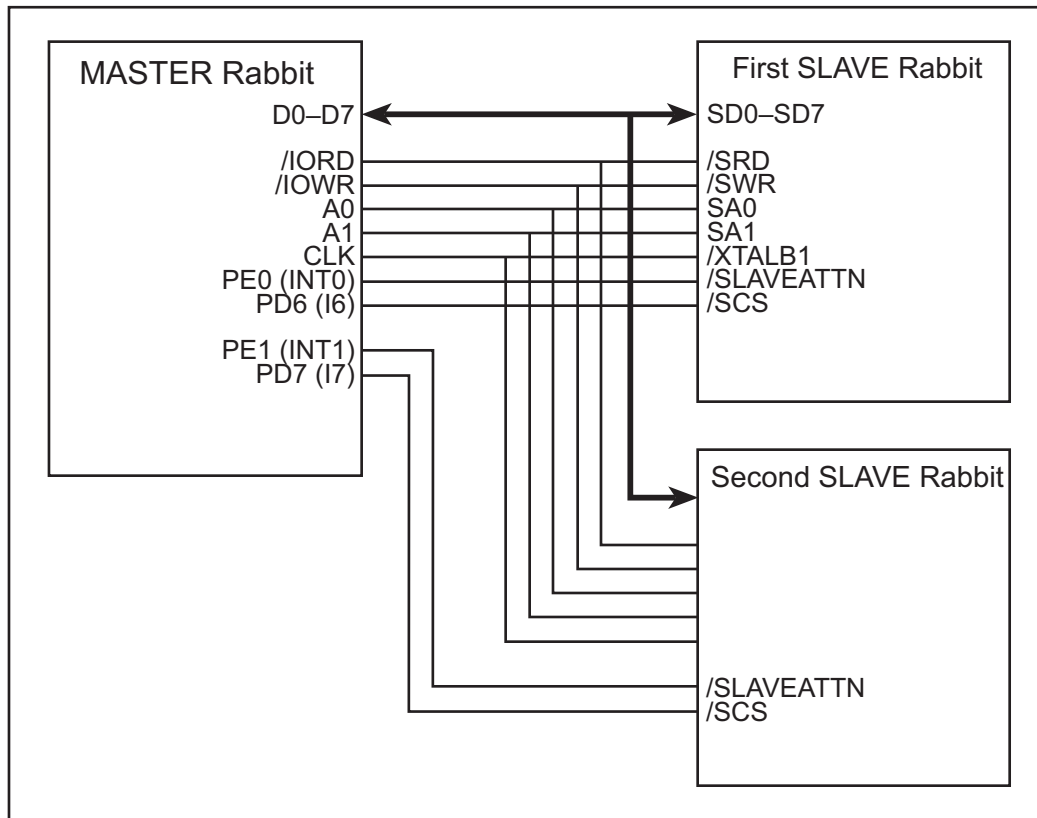 MASTER Rabbit
D0–D7
/IORD
/IOWR
A0
A1
CLK
PE0 (INT0)
PD6 (I6)
PE1 (INT1)
PD7 (I7)
First SLAVE Rabbit
SD0–SD7
/SRD
/SWR
SA0
SA1
/XTALB1
/SLAVEATTN
/SCS
Second SLAVE Rabbit
/SLAVEATTN
/SCS